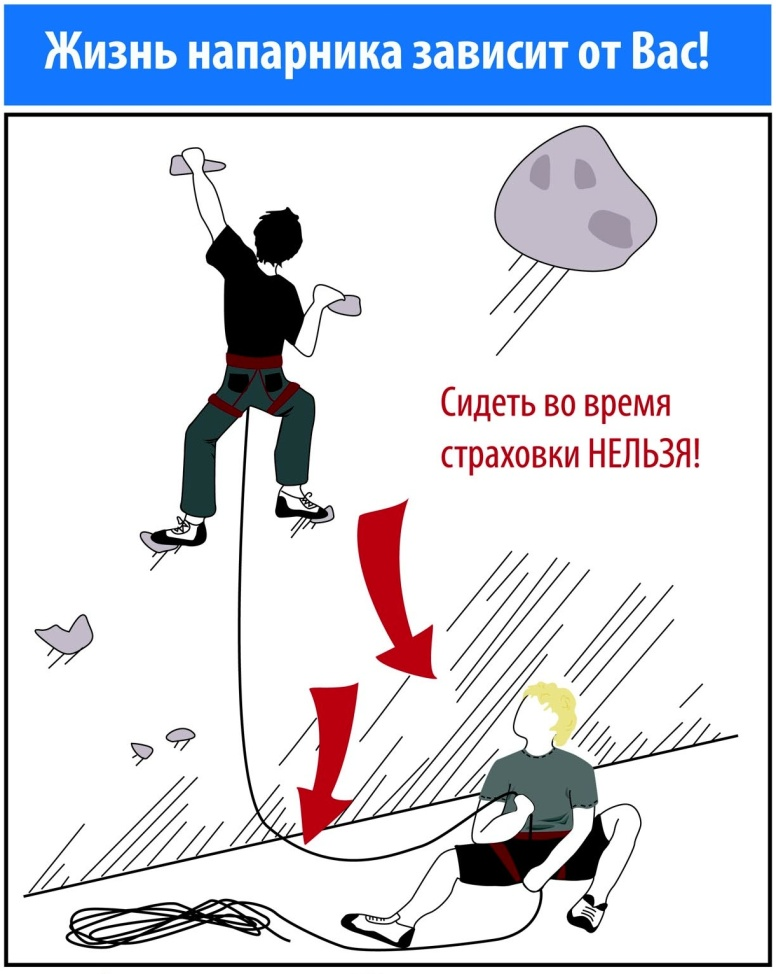 Жизнь напарника зависит от Вас!
Сидеть во время
страховки НЕЛЬЗЯ!